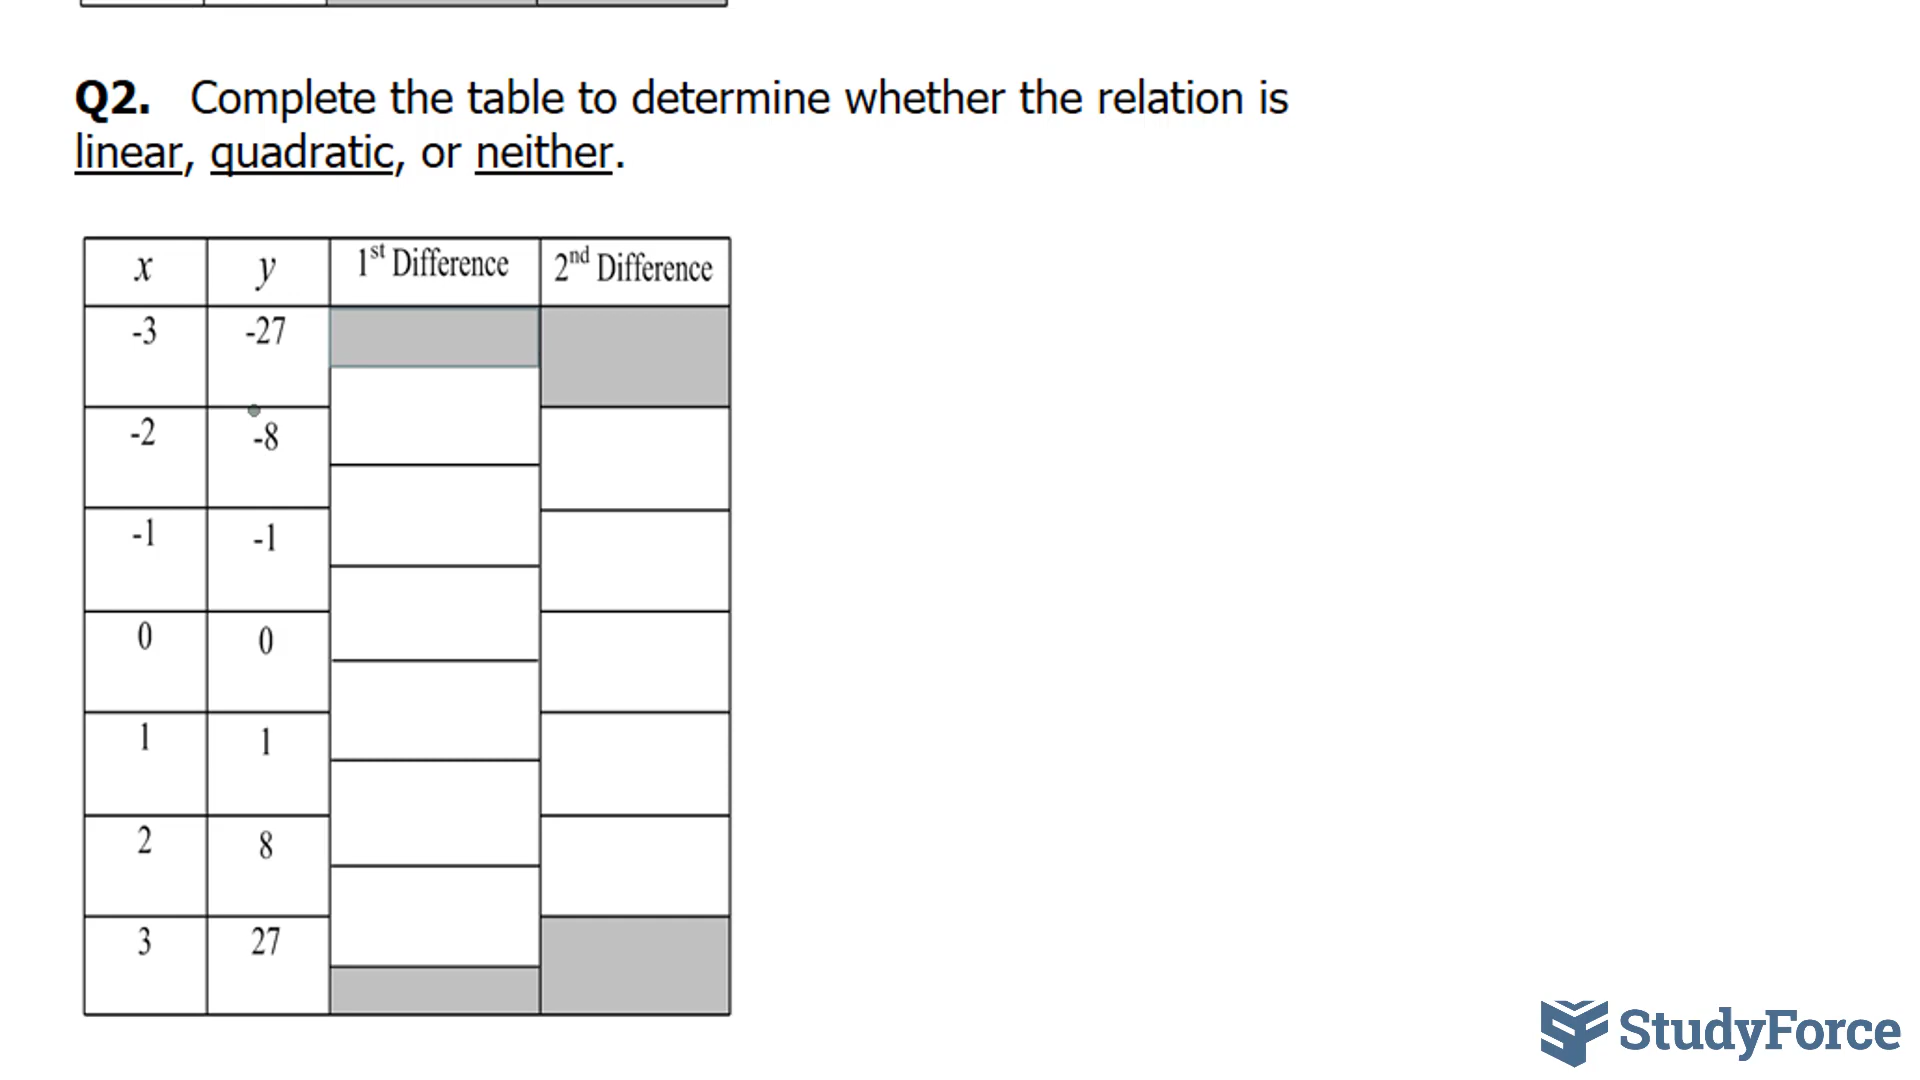 Q2. Complete the table to determine whether the relation is
linear, quadratic, or neither.
x y 1st Difference 2nd Difference
-3 -27
-2 -8
-1 -1
0 0
1 1
2 8
3 27
StudyForce